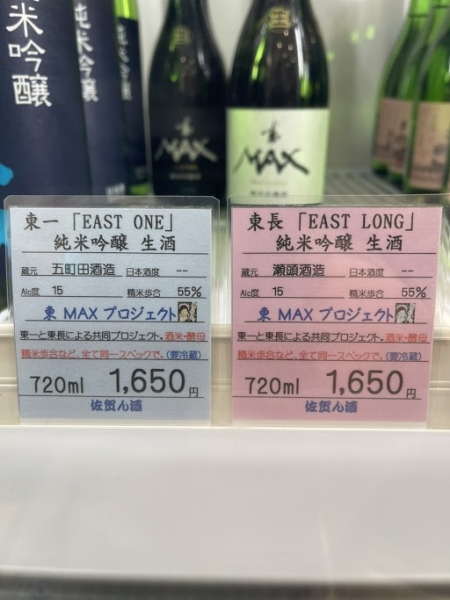 米吟醸
純米吟醸
MAX
MAX
東一「EAST ONE」
純米吟醸 生酒
蔵元 五町田酒造 日本酒度 --
Alc度 15 精米歩合 55%
東 MAX プロジェクト
東一と東長による共同プロジェクト。酒米・酵母
精米歩合など、全て同一スペックで。(要冷蔵)
720ml 1,650円
佐賀ん酒
東長「EAST LONG」
純米吟醸 生酒
蔵元 瀬頭酒造 日本酒度 --
Alc度 15 精米歩合 55%
東 MAX プロジェクト
東一と東長による共同プロジェクト。酒米・酵母
精米歩合など、全て同一スペックで。(要冷蔵)
720ml 1,650円
佐賀ん酒